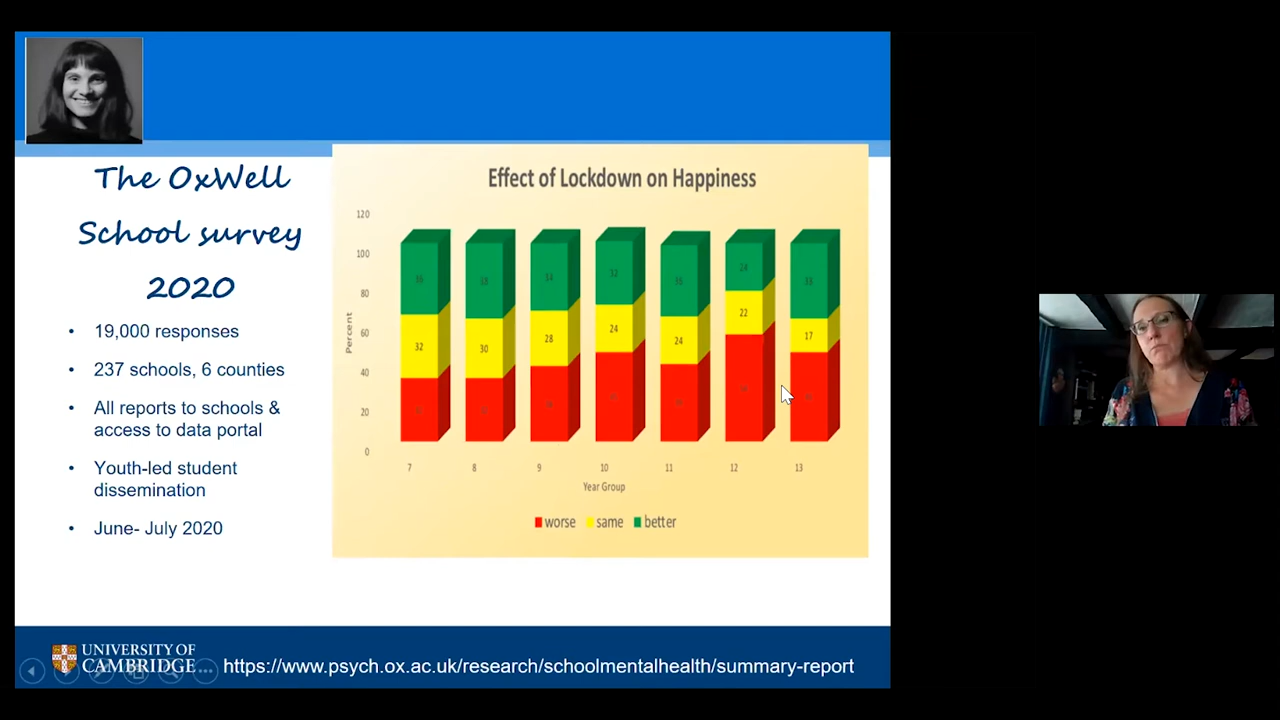 The OxWell
School survey
2020
• 19,000 responses
• 237 schools, 6 counties
• All reports to schools &
access to data portal
• Youth-led student
dissemination
• June- July 2020
Effect of Lockdown on Happiness
120
100
80
60
40
20
0
Percent
32
30
28 34
24 32
24
22 24
17
7 8 9 10 11 12 13
Year Group
worse same better
UNIVERSITY OF
CAMBRIDGE
https://www.psych.ox.ac.uk/research/schoolmentalhealth/summary-report